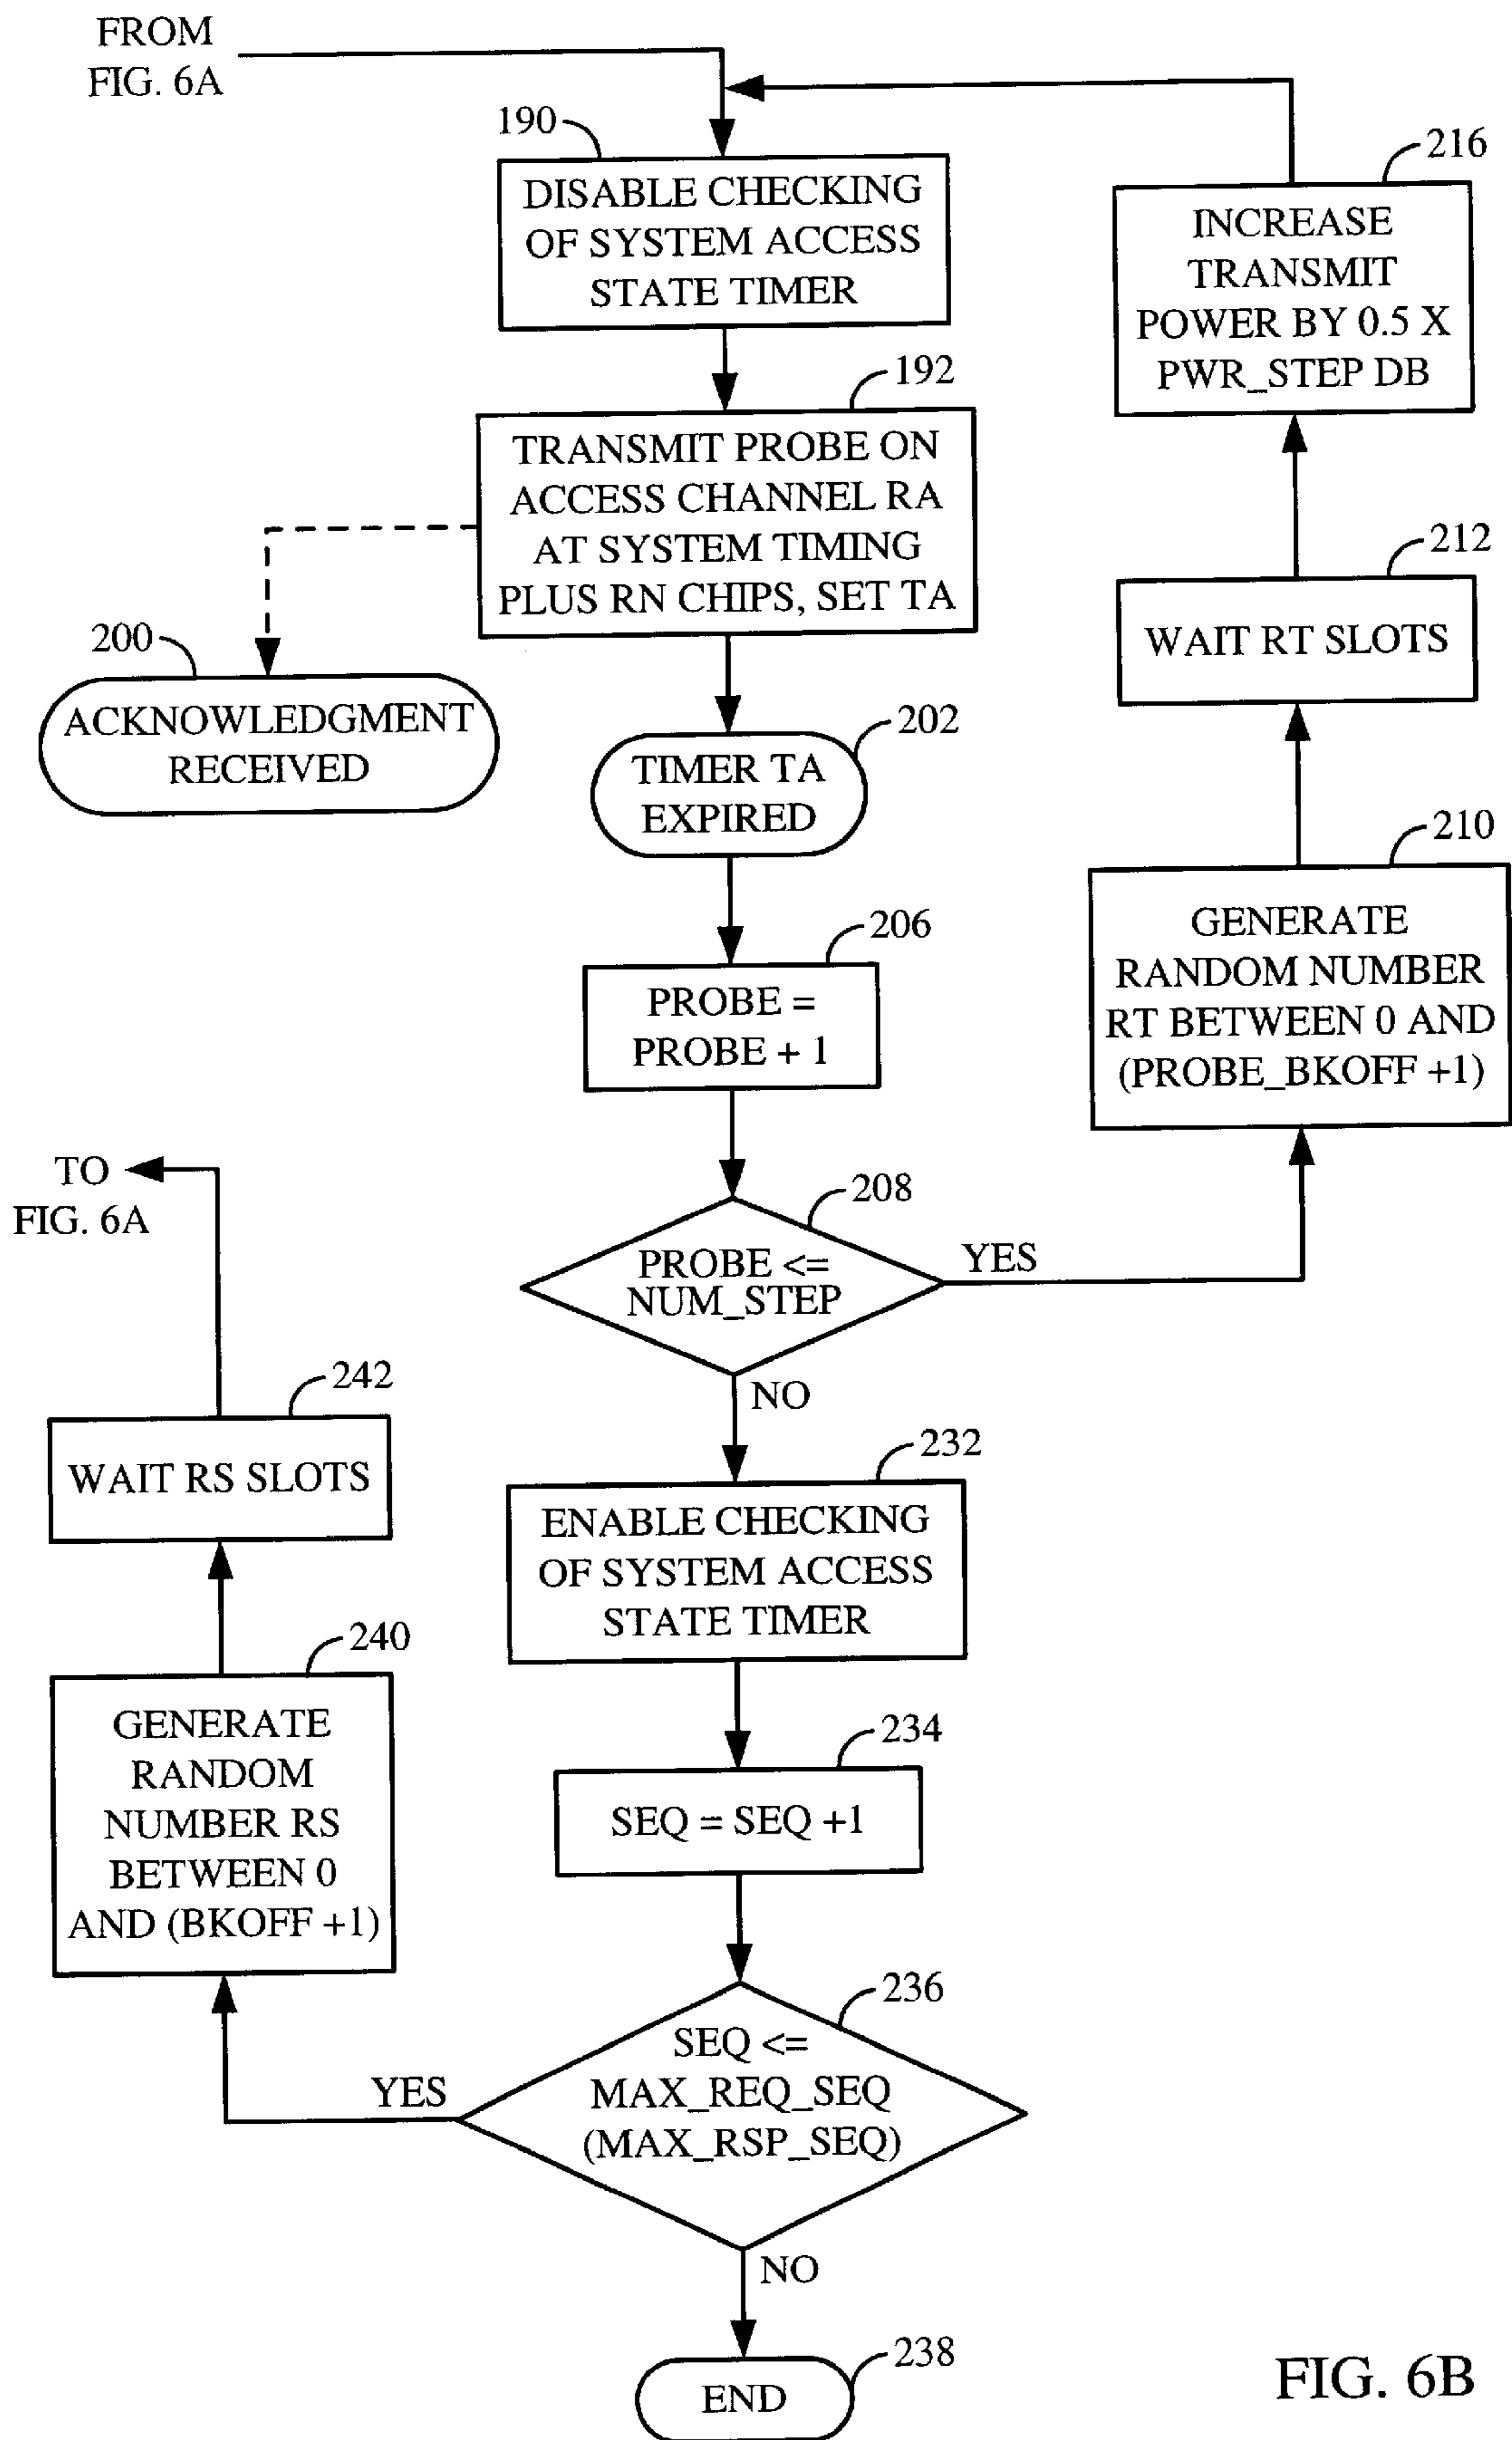 FROM
FIG. 6A
190
DISABLE CHECKING
OF SYSTEM ACCESS
STATE TIMER
216
INCREASE
TRANSMIT
POWER BY 0.5 X
PWR_STEP DB
192
TRANSMIT PROBE ON
ACCESS CHANNEL RA
AT SYSTEM TIMING
PLUS RN CHIPS, SET TA
212
WAIT RT SLOTS
200
ACKNOWLEDGMENT
RECEIVED
202
TIMER TA
EXPIRED
210
GENERATE
RANDOM NUMBER
RT BETWEEN 0 AND
(PROBE_BKOFF +1)
206
PROBE =
PROBE + 1
TO
FIG. 6A
208
PROBE <=
NUM_STEP
YES
NO
242
WAIT RS SLOTS
232
ENABLE CHECKING
OF SYSTEM ACCESS
STATE TIMER
240
GENERATE
RANDOM
NUMBER RS
BETWEEN 0
AND (BKOFF +1)
234
SEQ = SEQ +1
236
SEQ <=
MAX_REQ_SEQ
(MAX_RSP_SEQ)
YES
NO
238
END
FIG. 6B